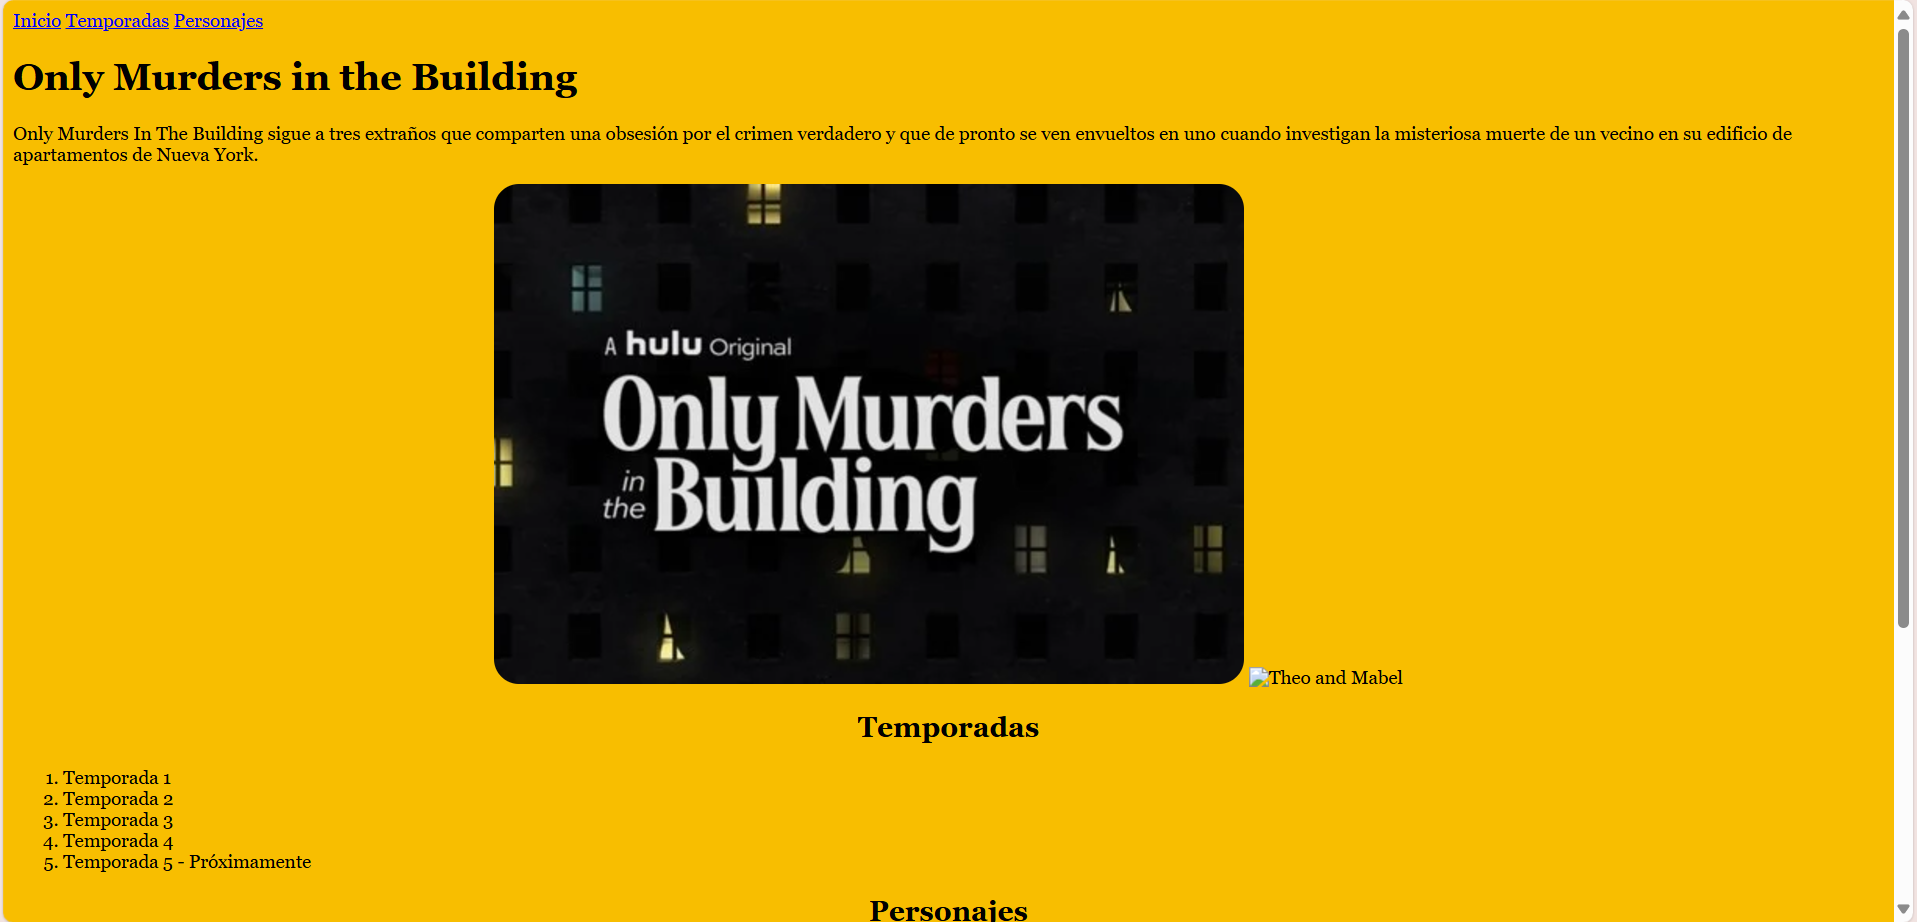 Inicio Temporadas Personajes
Only Murders in the Building
Only Murders In The Building sigue a tres extraños que comparten una obsesión por el crimen verdadero y que de pronto se ven envueltos en uno cuando investigan la misteriosa muerte de un vecino en su edificio de
apartamentos de Nueva York.
A hulu Original
Only Murders
in the Building
Theo and Mabel
Temporadas
1. Temporada 1
2. Temporada 2
3. Temporada 3
4. Temporada 4
5. Temporada 5 - Próximamente
Personajes